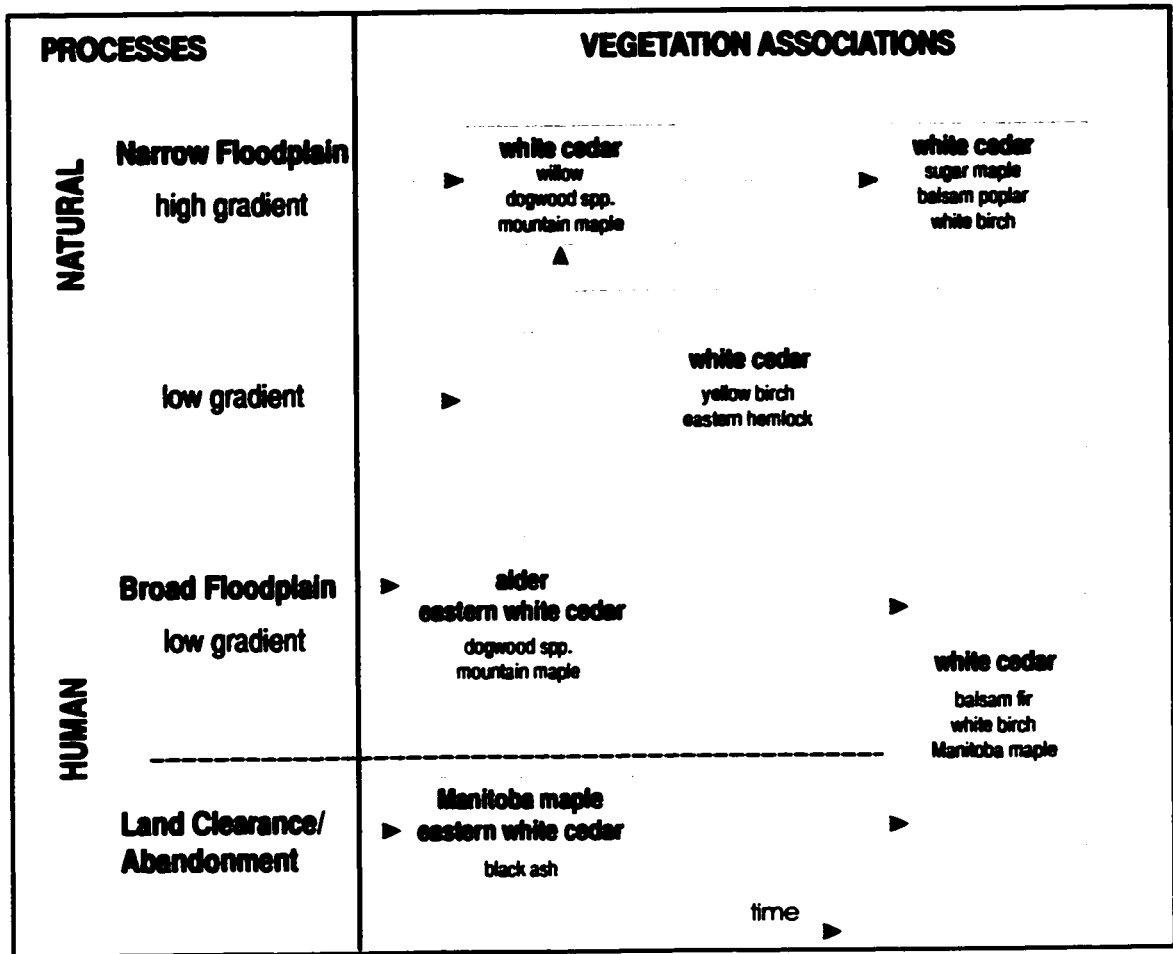 PROCESSES
VEGETATION ASSOCIATIONS
NATURAL
Narrow Floodplain
high gradient
white cedar
willow
dogwood spp.
mountain maple
white cedar
sugar maple
balsam poplar
white birch
low gradient
white cedar
yellow birch
eastern hemlock
HUMAN
Broad Floodplain
low gradient
alder
eastern white cedar
dogwood spp.
mountain maple
white cedar
balsam fir
white birch
Manitoba maple
Land Clearance/
Abandonment
Manitoba maple
eastern white cedar
black ash
time